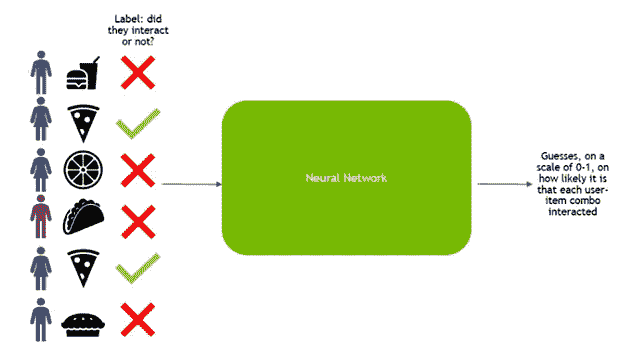 Label: did
they interact
or not?
Neural Network
Guesses, on a
scale of 0-1, on
how likely it is
that each user-
item combo
interacted